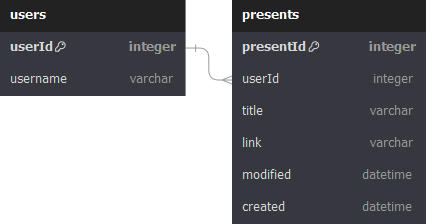 users
userId integer
username varchar
presents
presentId integer
userId integer
title varchar
link varchar
modified datetime
created datetime